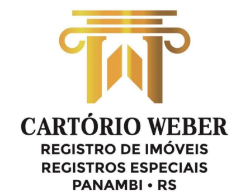 CARTÓRIO WEBER
REGISTRO DE IMÓVEIS
REGISTROS ESPECIAIS
PANAMBI • RS